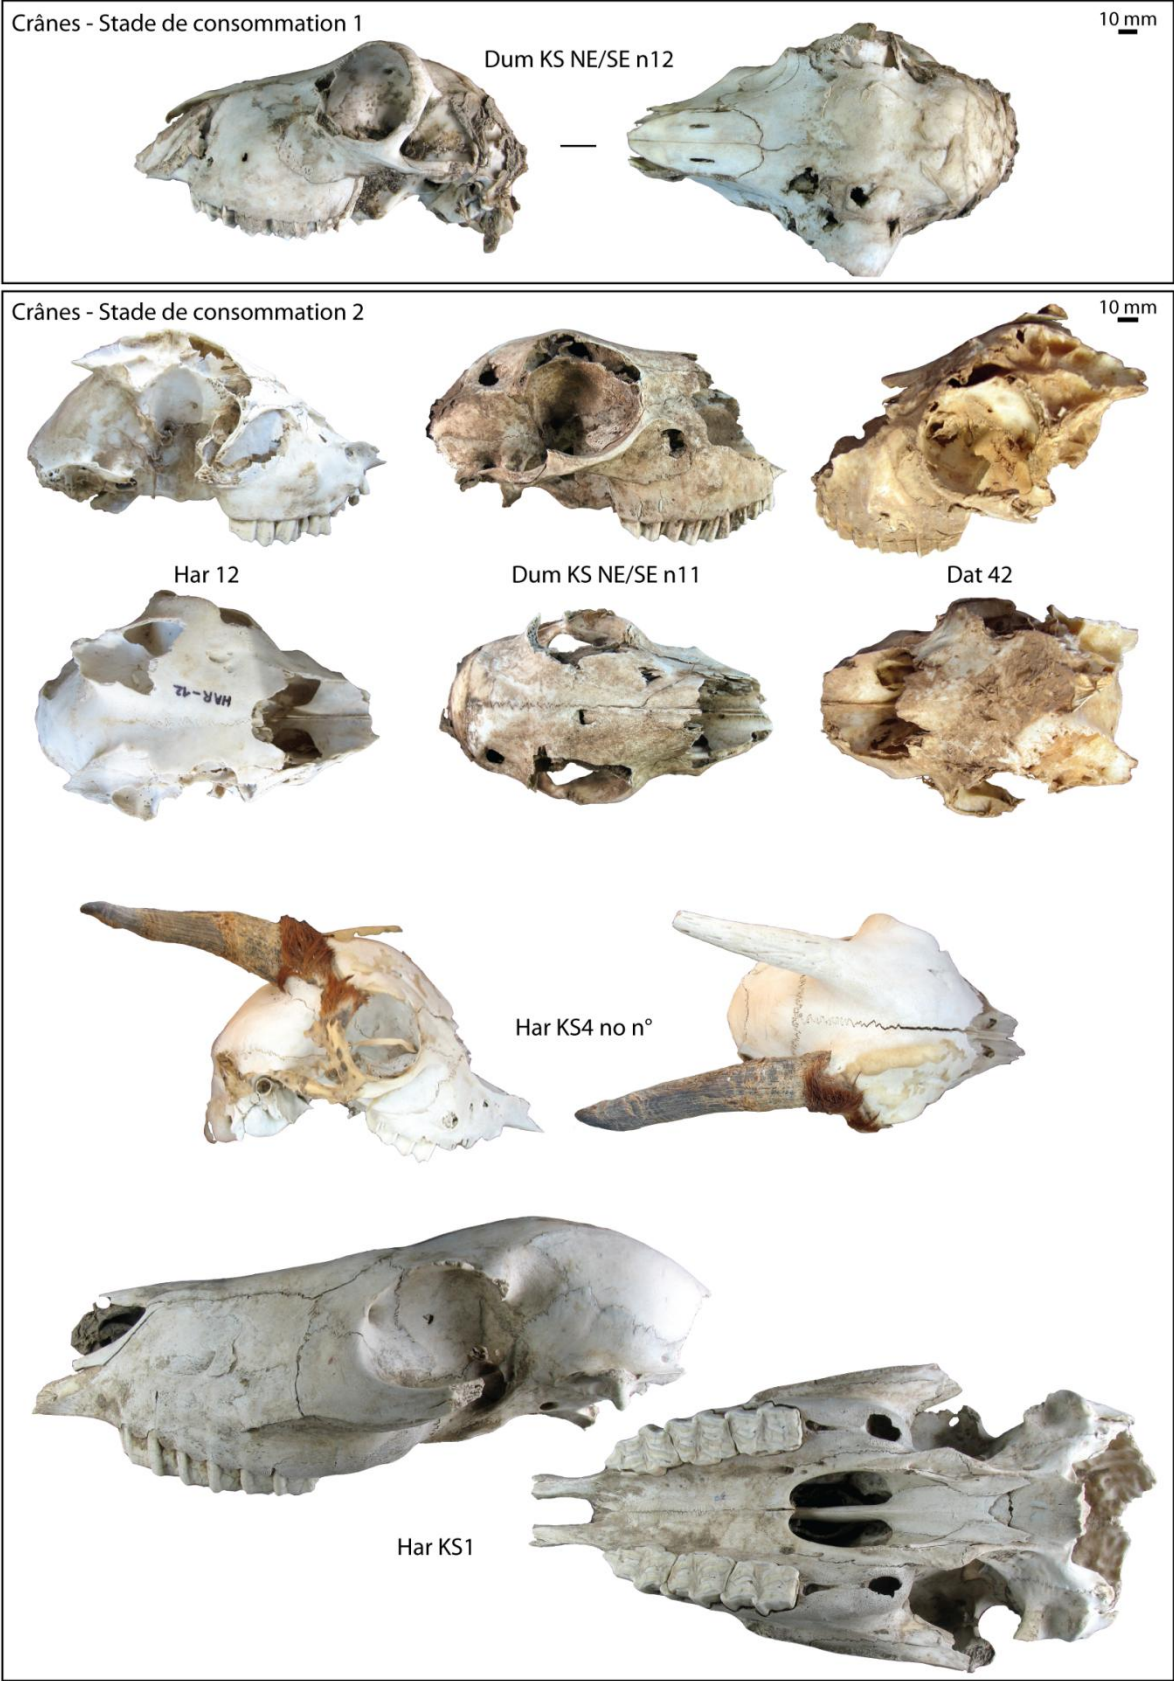 Crânes - Stade de consommation 1
10 mm
Dum KS NE/SE n12
Crânes - Stade de consommation 2
10 mm
Har 12
Dum KS NE/SE n11
Dat 42
HAR-12
Har KS4 no n°
Har KS1